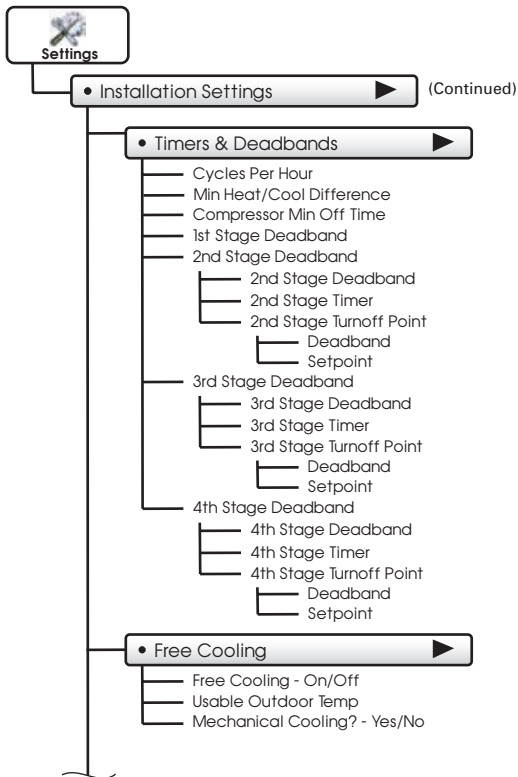 Settings
• Installation Settings
(Continued)
• Timers & Deadbands
Cycles Per Hour
Min Heat/Cool Difference
Compressor Min Off Time
1st Stage Deadband
2nd Stage Deadband
2nd Stage Deadband
2nd Stage Timer
2nd Stage Turnoff Point
Deadband
Setpoint
3rd Stage Deadband
3rd Stage Deadband
3rd Stage Timer
3rd Stage Turnoff Point
Deadband
Setpoint
4th Stage Deadband
4th Stage Deadband
4th Stage Timer
4th Stage Turnoff Point
Deadband
Setpoint
• Free Cooling
Free Cooling - On/Off
Usable Outdoor Temp
Mechanical Cooling? - Yes/No